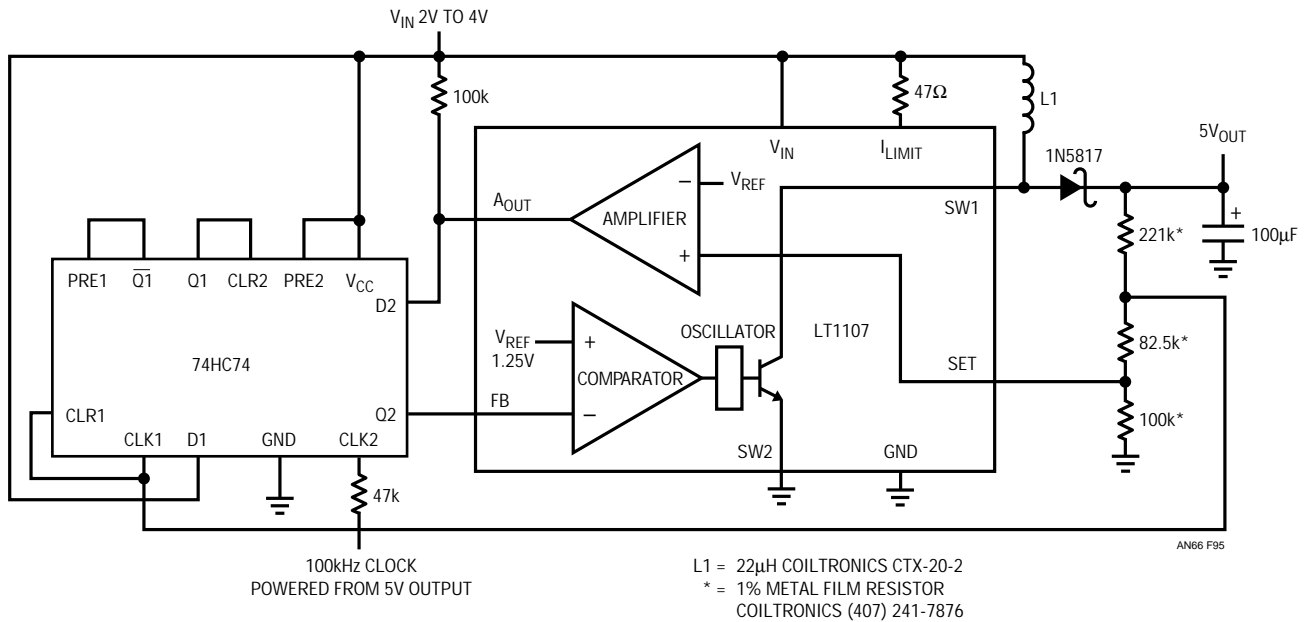 VIN 2V TO 4V
100k
47Ω
L1
VIN
ILIMIT
5VOUT
1N5817
− VREF
AOUT
AMPLIFIER
SW1
+
221k*
+
100µF
PRE1 Q1 Q1 CLR2 PRE2 VCC
D2
OSCILLATOR
LT1107
VREF
1.25V
+
82.5k*
74HC74
COMPARATOR
SET
FB
−
CLR1
Q2
100k*
CLK1 D1 GND CLK2
SW2
GND
47k
AN66 F95
100kHz CLOCK
POWERED FROM 5V OUTPUT
L1 = 22µH COILTRONICS CTX-20-2
* = 1% METAL FILM RESISTOR
COILTRONICS (407) 241-7876